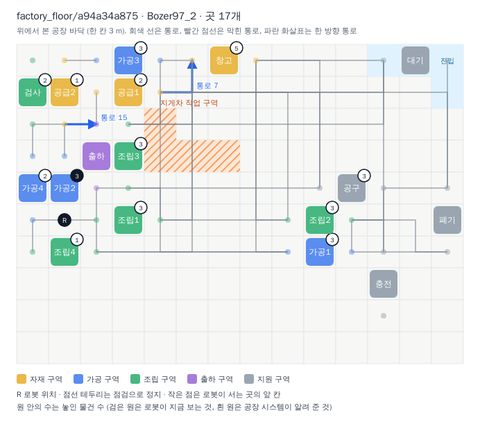 factory_floor/a94a34a875 · Bozer97_2 · 곳 17개
위에서 본 공장 바닥 (한 칸 3 m). 회색 선은 통로, 빨간 점선은 막힌 통로, 파란 화살표는 한 방향 통로
가공3 3
창고 5
대기
진입
검사 2
공급2 1
공급1 2
통로 7
지게차 작업 구역
통로 15
출하
조립3 3
가공4 2
가공2 3
공구 3
R
조립1 3
조립2 3
폐기
조립4 1
가공1 3
충전
자재 구역
가공 구역
조립 구역
출하 구역
지원 구역
R 로봇 위치 · 점선 테두리는 점검으로 정지 · 작은 점은 로봇이 서는 곳의 앞 칸
원 안의 수는 놓인 물건 수 (검은 원은 로봇이 지금 보는 것, 흰 원은 공장 시스템이 알려 준 것)